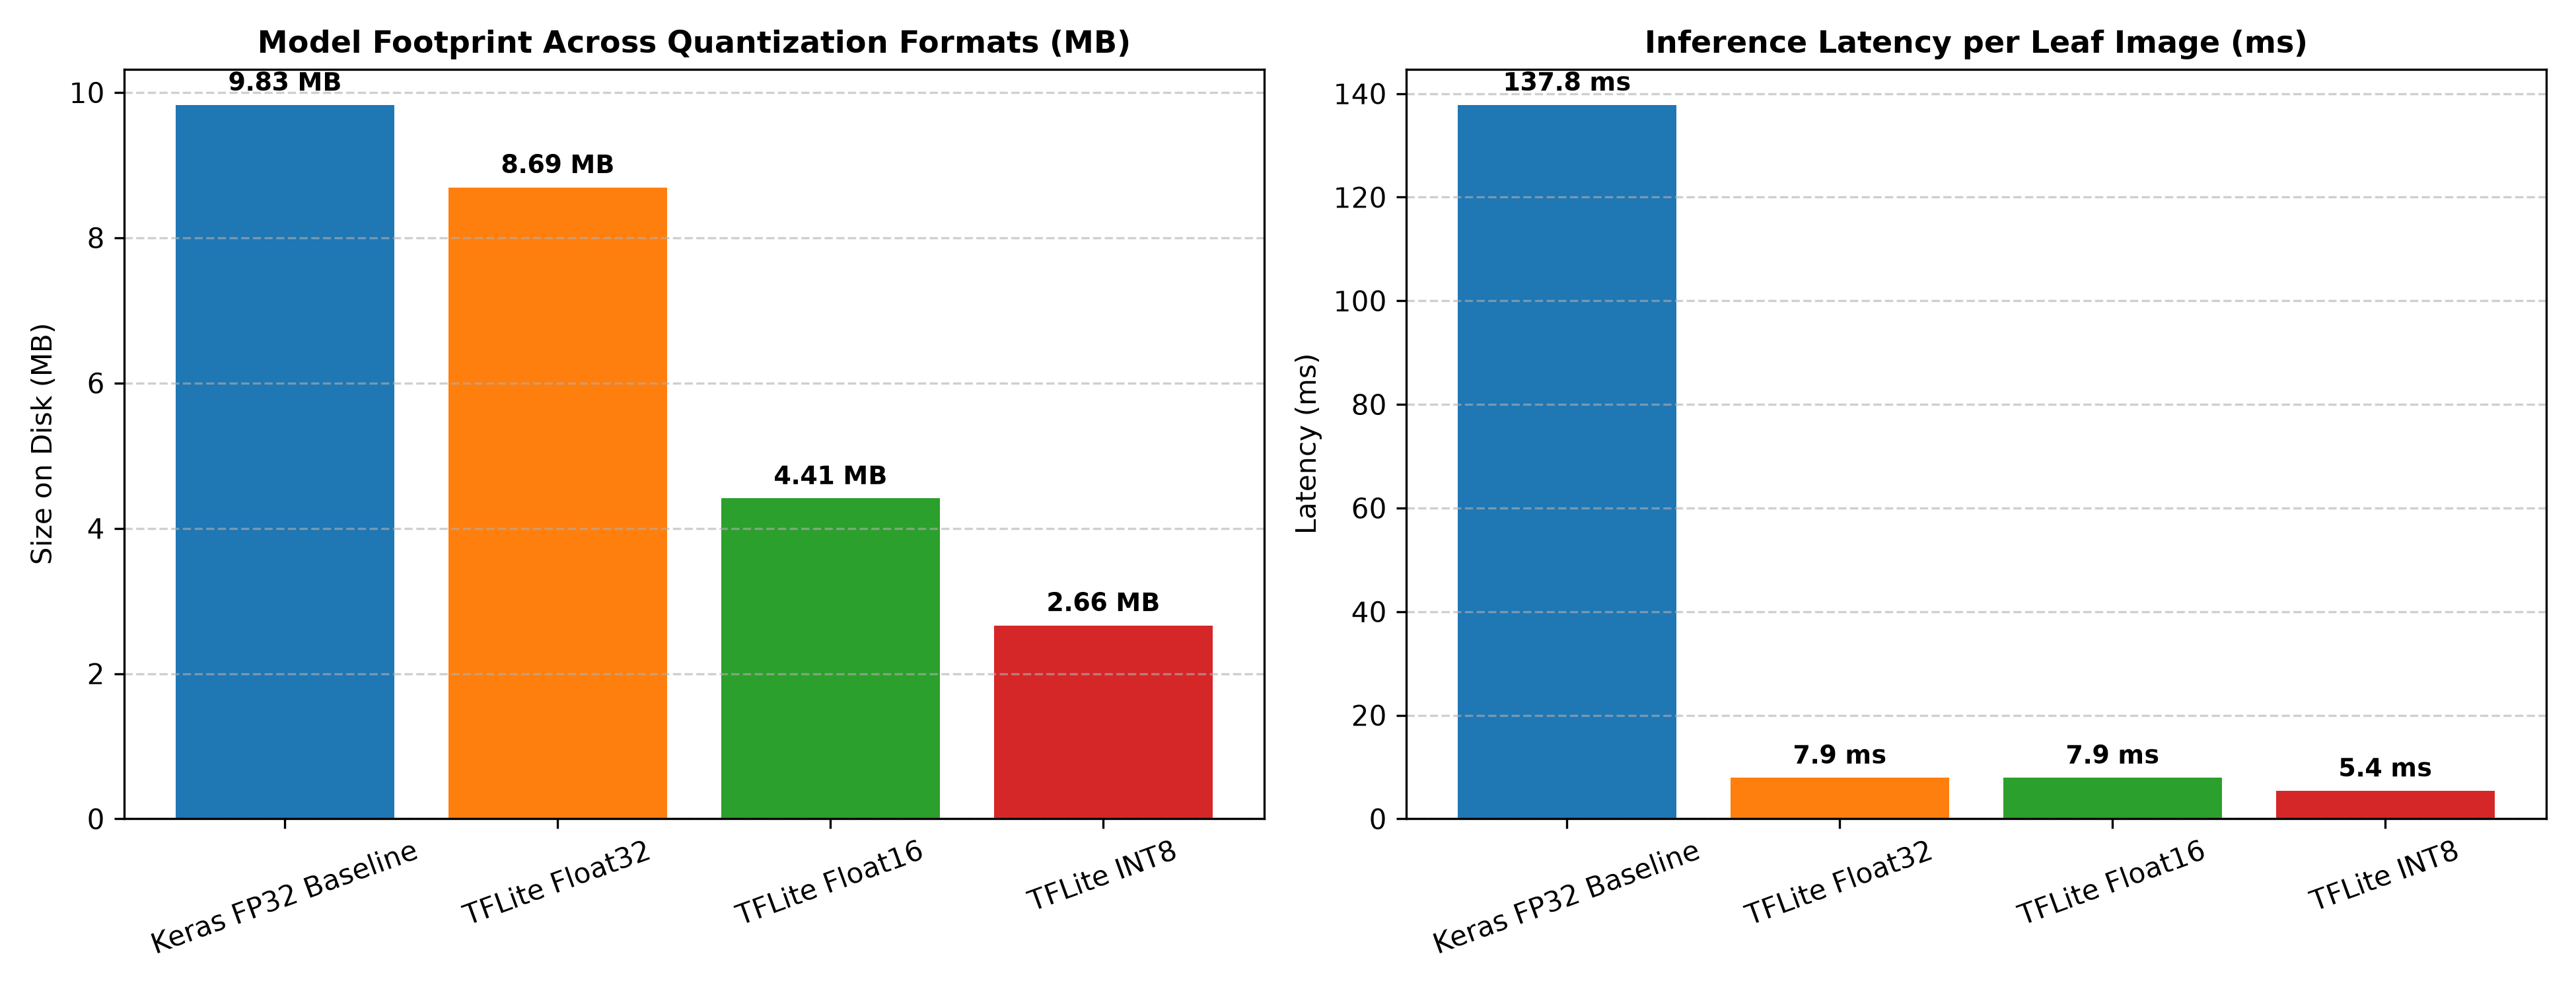 Model Footprint Across Quantization Formats (MB)
Size on Disk (MB)
10
8
6
4
2
0
9.83 MB
8.69 MB
4.41 MB
2.66 MB
Keras FP32 Baseline
TFLite Float32
TFLite Float16
TFLite INT8
Inference Latency per Leaf Image (ms)
Latency (ms)
140
120
100
80
60
40
20
0
137.8 ms
7.9 ms
7.9 ms
5.4 ms
Keras FP32 Baseline
TFLite Float32
TFLite Float16
TFLite INT8